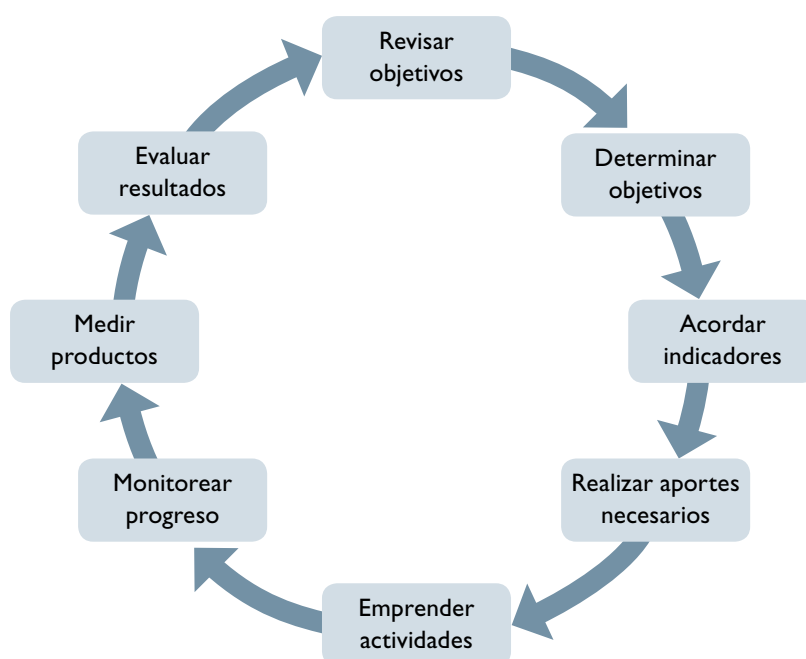 Revisar
objetivos
Determinar
objetivos
Acordar
indicadores
Realizar aportes
necesarios
Emprender
actividades
Monitorear
progreso
Medir
productos
Evaluar
resultados